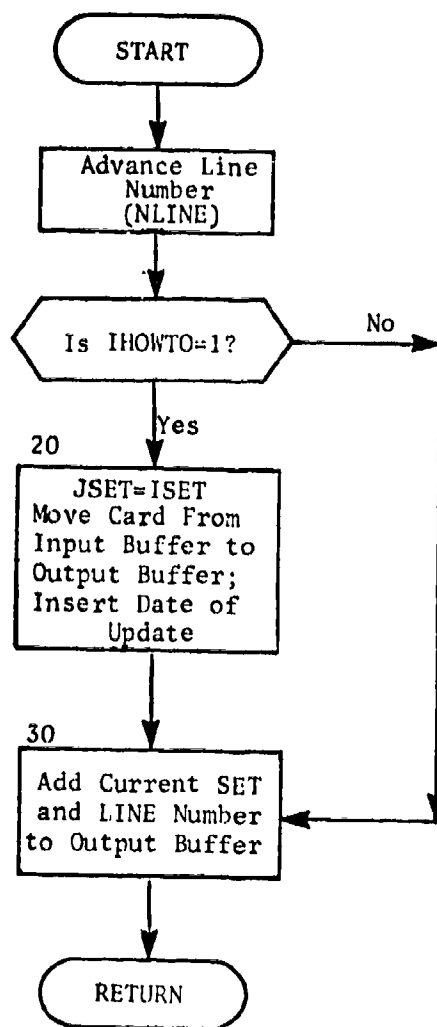 START
Advance Line
Number
(NLINE)
Is IHOWTO=1?
No
Yes
20
JSET=ISET
Move Card From
Input Buffer to
Output Buffer;
Insert Date of
Update
30
Add Current SET
and LINE Number
to Output Buffer
RETURN